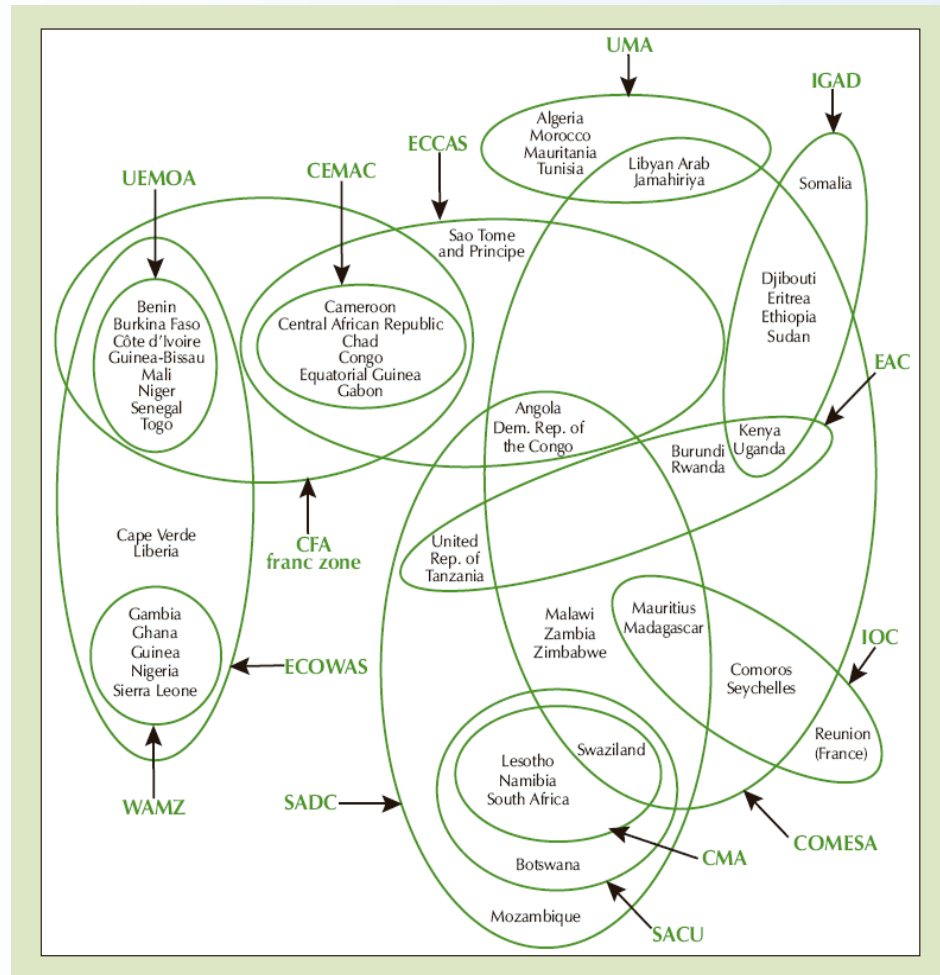 UMA
IGAD
Algeria
Morocco
Mauritania
Tunisia
Libyan Arab
Jamahiriya
ECCAS
CEMAC
UEMOA
Somalia
Sao Tome
and Principe
Djibouti
Eritrea
Ethiopia
Sudan
Benin
Burkina Faso
Côte d'Ivoire
Guinea-Bissau
Mali
Niger
Senegal
Togo
Cameroon
Central African Republic
Chad
Congo
Equatorial Guinea
Gabon
EAC
Angola
Dem. Rep. of
the Congo
Kenya
Uganda
Burundi
Rwanda
Cape Verde
Liberia
CFA
franc zone
United
Rep. of
Tanzania
Gambia
Ghana
Guinea
Nigeria
Sierra Leone
ECOWAS
Malawi
Zambia
Zimbabwe
Mauritius
Madagascar
IOC
Comoros
Seychelles
Reunion
(France)
Swaziland
Lesotho
Namibia
South Africa
WAMZ
SADC
COMESA
CMA
Botswana
Mozambique
SACU